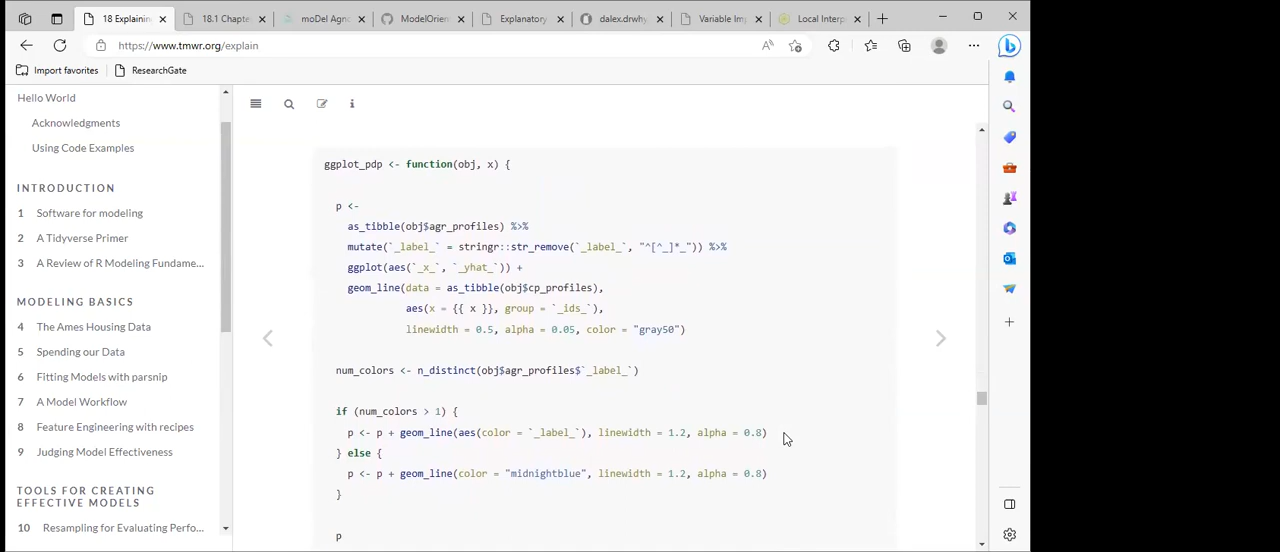 18 Explainin
18.1 Chapte
moDel Agno
ModelOrien
Explanatory
dalex.drwhy
Variable Im
Local Interp
https://www.tmwr.org/explain
Import favorites
ResearchGate
Hello World
Acknowledgments
Using Code Examples
INTRODUCTION
1 Software for modeling
2 A Tidyverse Primer
3 A Review of R Modeling Fundame...
MODELING BASICS
4 The Ames Housing Data
5 Spending our Data
6 Fitting Models with parsnip
7 A Model Workflow
8 Feature Engineering with recipes
9 Judging Model Effectiveness
TOOLS FOR CREATING
EFFECTIVE MODELS
10 Resampling for Evaluating Perfo...
ggplot_pdp <- function(obj, x) {
p <-
as_tibble(obj$agr_profiles) %>%
mutate(`_label_` = stringr::str_remove(`_label_`, "^[^_]*_")) %>%
ggplot(aes(`_x_`, `_yhat_`)) +
geom_line(data = as_tibble(obj$cp_profiles),
aes(x = {{ x }}, group = `_ids_`),
linewidth = 0.5, alpha = 0.05, color = "gray50")
num_colors <- n_distinct(obj$agr_profiles$`_label_`)
if (num_colors > 1) {
p <- p + geom_line(aes(color = `_label_`), linewidth = 1.2, alpha = 0.8)
} else {
p <- p + geom_line(color = "midnightblue", linewidth = 1.2, alpha = 0.8)
}
p